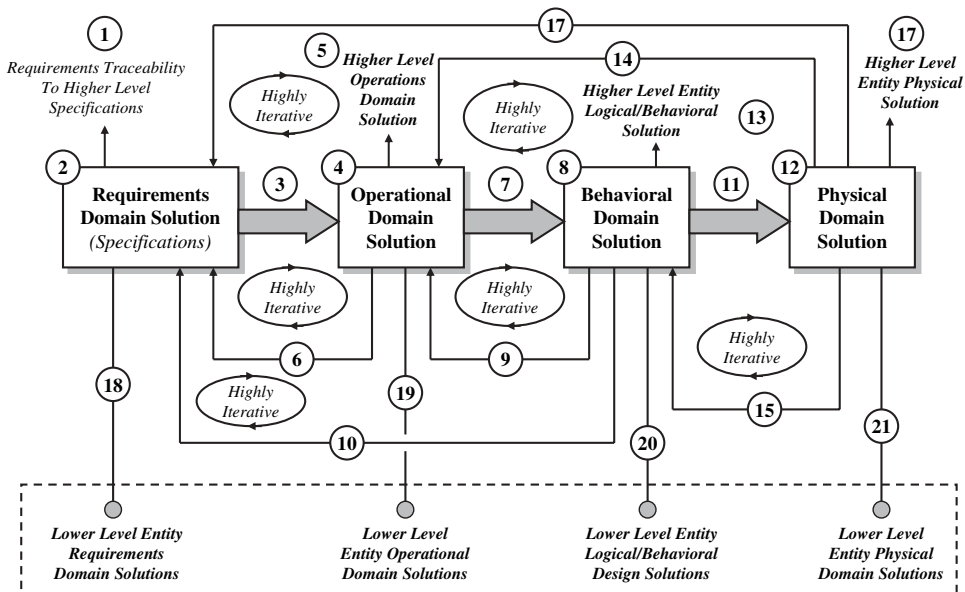 1
Requirements Traceability
To Higher Level
Specifications
5
Higher Level
Operations
Domain
Solution
17
14
Higher Level Entity
Logical/Behavioral
Solution
13
17
Higher Level
Entity Physical
Solution
Highly
Iterative
Highly
Iterative
2
Requirements
Domain Solution
(Specifications)
3
4
Operational
Domain
Solution
7
8
Behavioral
Domain
Solution
11
12
Physical
Domain
Solution
Highly
Iterative
Highly
Iterative
Highly
Iterative
6
9
Highly
Iterative
18
19
15
10
20
21
Lower Level Entity
Requirements
Domain Solutions
Lower Level
Entity Operational
Domain Solutions
Lower Level Entity
Logical/Behavioral
Design Solutions
Lower Level
Entity Physical
Domain Solutions